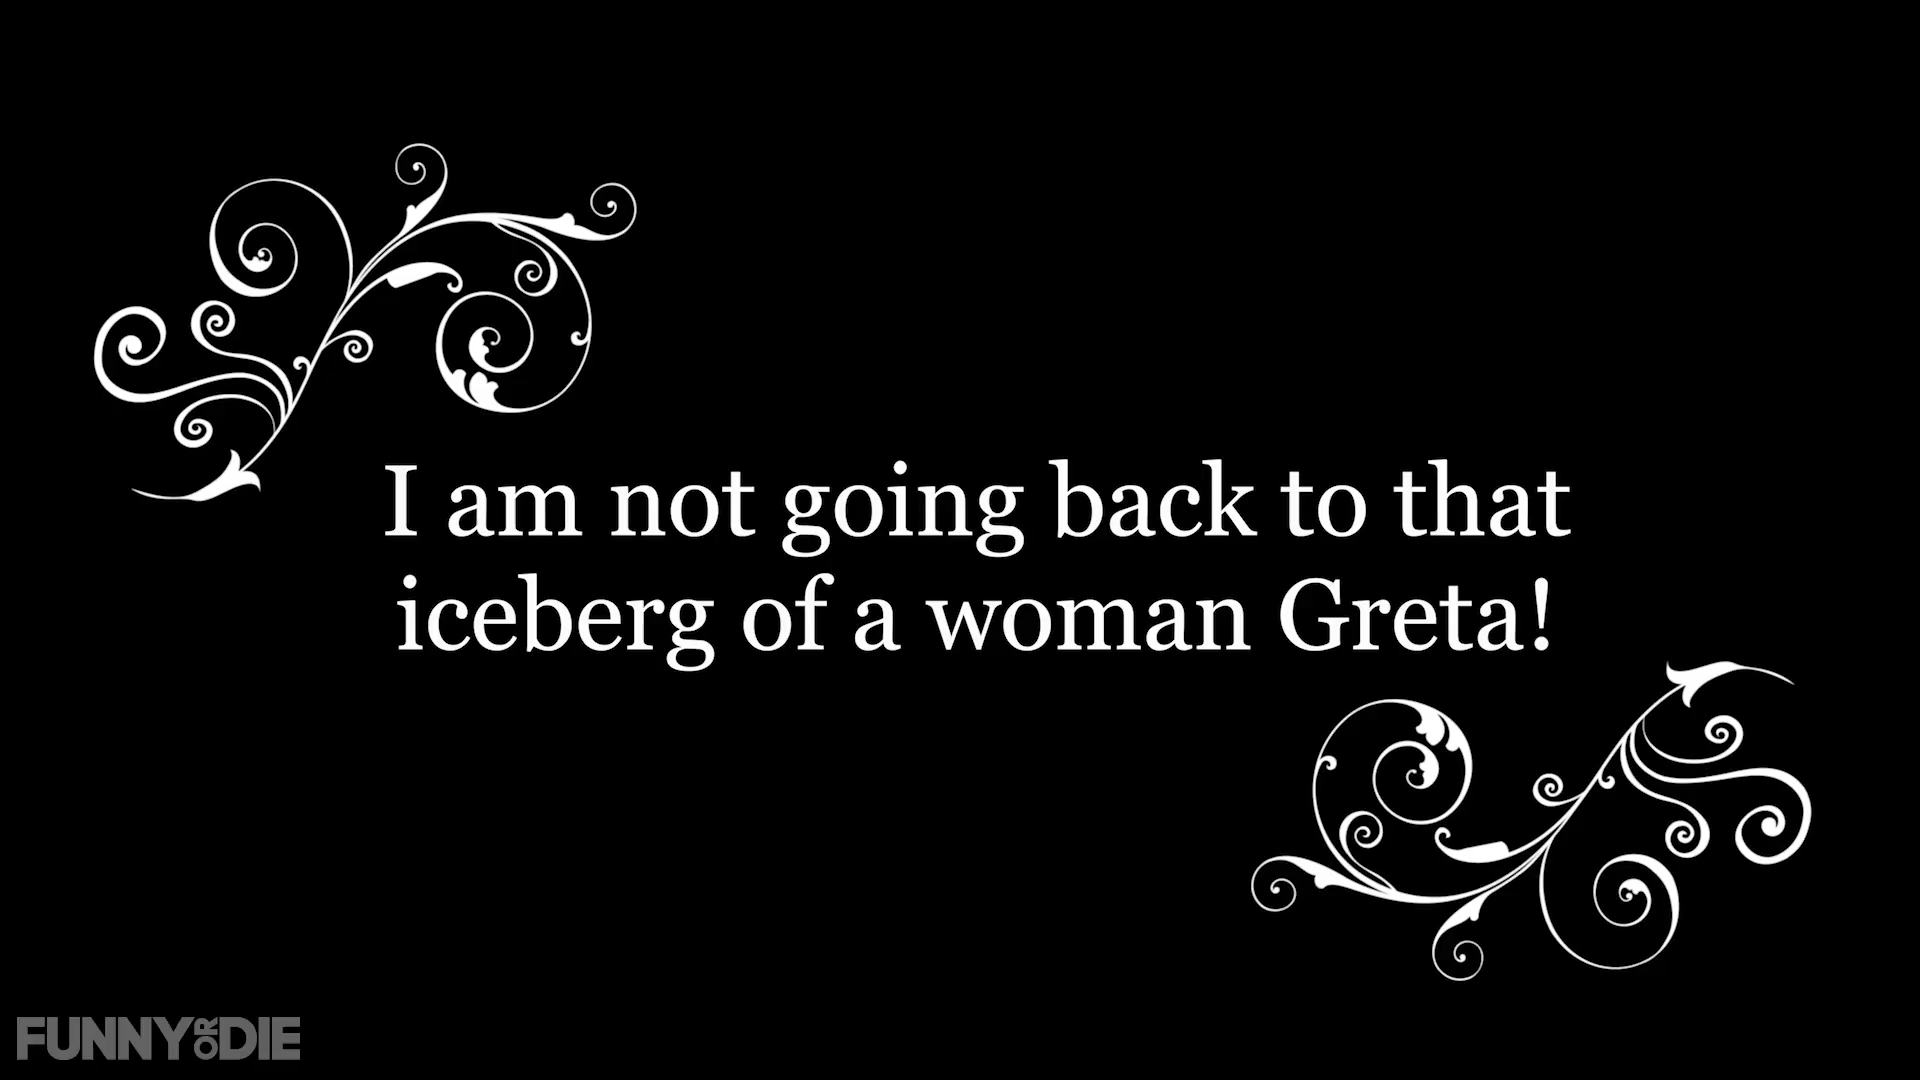 I am not going back to that
iceberg of a woman Greta!
FUNNY OR DIE